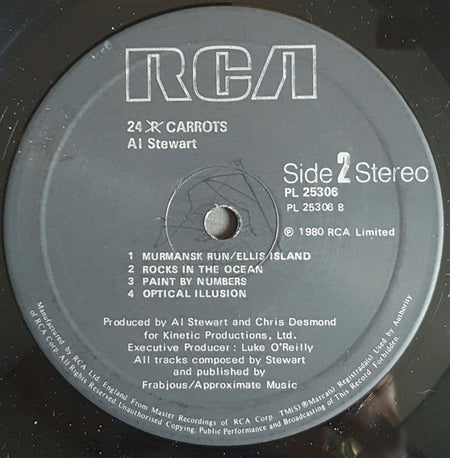 RCA
24 R CARROTS
Al Stewart
Side 2 Stereo
PL 25306
PL 25306 B
℗ 1980 RCA Limited
1 MURMANSK RUN/ELLIS ISLAND
2 ROCKS IN THE OCEAN
3 PAINT BY NUMBERS
4 OPTICAL ILLUSION
Produced by Al Stewart and Chris Desmond
for Kinetic Productions, Ltd.
Executive Producer: Luke O'Reilly
All tracks composed by Stewart
and published by
Frabjous/Approximate Music
Manufactured by RCA Ltd, England From Master Recordings of RCA Corp. TM(S)® Marca(s) Registrada(s) Used by Authority
of RCA Corp. All Rights Reserved Unauthorised Copying, Public Performance and Broadcasting of This Record Forbidden.